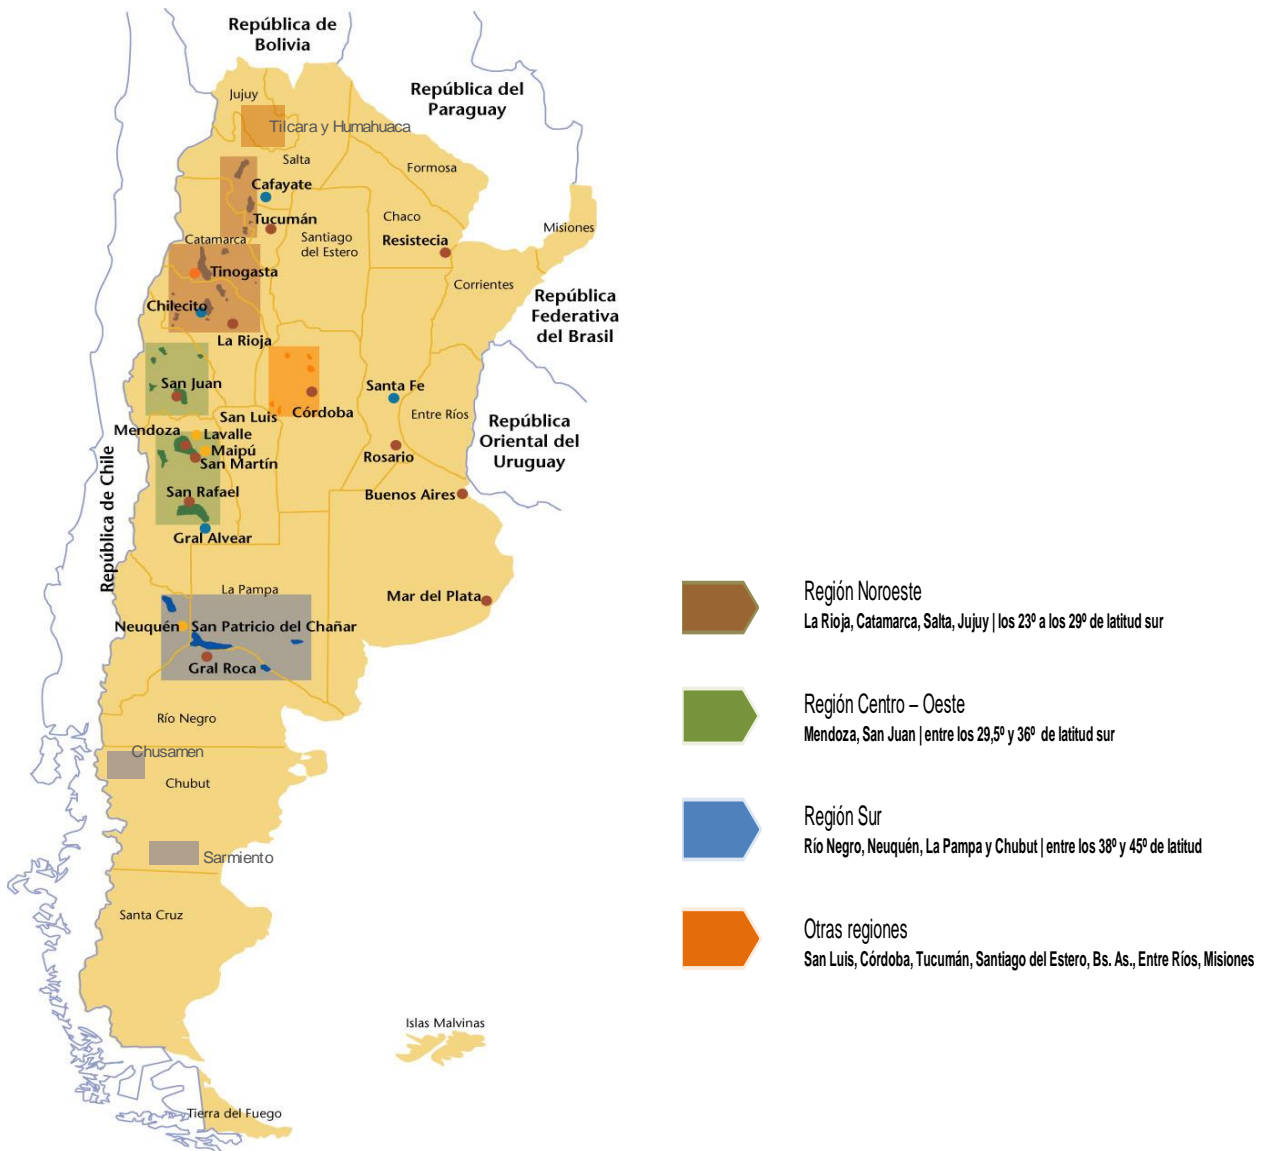 República de
Bolivia
República del
Paraguay
Jujuy
Tilcara y Humahuaca
Salta
Formosa
Cafayate
Tucumán
Chaco
Misiones
Catamarca
Santiago
del Estero
Resistecia
Tinogasta
Corrientes
República
Federativa
del Brasil
Chilecito
La Rioja
San Juan
Santa Fe
San Luis
Córdoba
Entre Ríos
República
Oriental del
Uruguay
Mendoza
Lavalle
Maipú
San Martín
Rosario
República de Chile
San Rafael
Buenos Aires
Gral Alvear
La Pampa
Mar del Plata
Neuquén
San Patricio del Chañar
Gral Roca
Río Negro
Chusamen
Chubut
Sarmiento
Santa Cruz
Islas Malvinas
Tierra del Fuego
Región Noroeste
La Rioja, Catamarca, Salta, Jujuy | los 23º a los 29º de latitud sur
Región Centro – Oeste
Mendoza, San Juan | entre los 29,5º y 36º de latitud sur
Región Sur
Río Negro, Neuquén, La Pampa y Chubut | entre los 38º y 45º de latitud
Otras regiones
San Luis, Córdoba, Tucumán, Santiago del Estero, Bs. As., Entre Ríos, Misiones